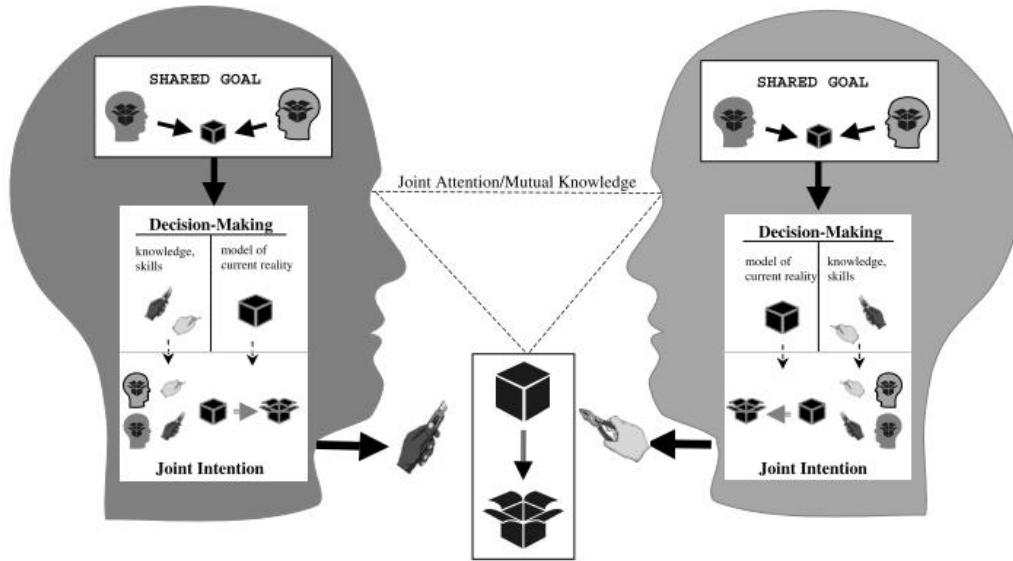 SHARED GOAL
Decision-Making
knowledge,
skills
model of
current reality
Joint Intention
Joint Attention/Mutual Knowledge
SHARED GOAL
Decision-Making
model of
current reality
knowledge,
skills
Joint Intention